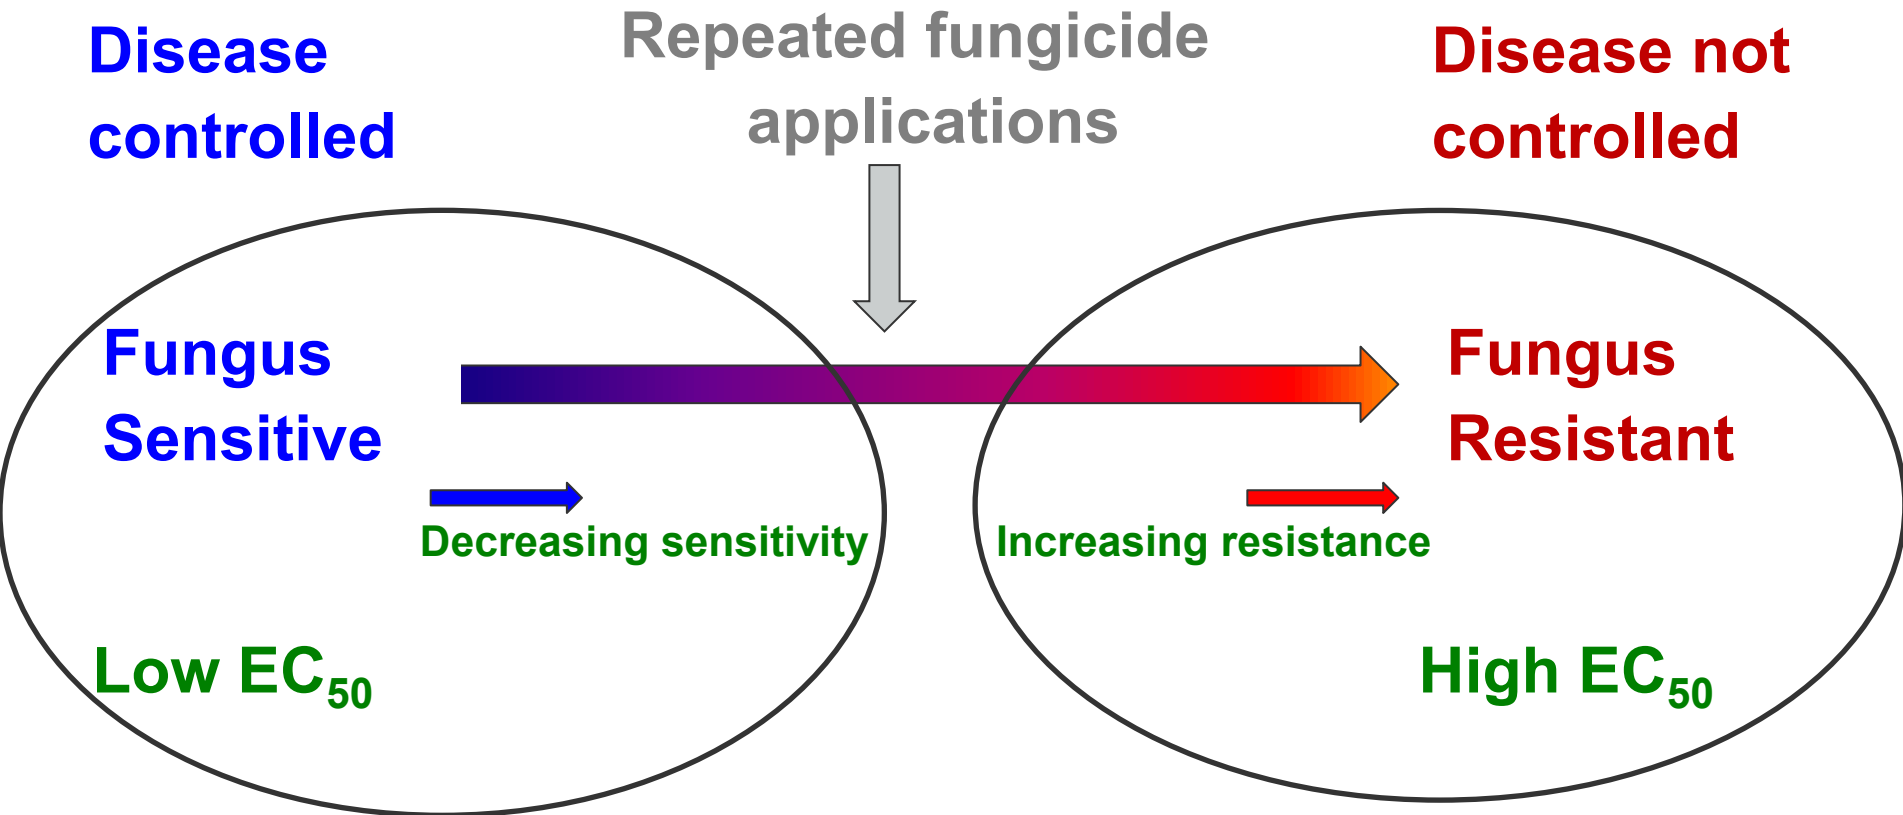 Disease
controlled
Repeated fungicide
applications
Disease not
controlled
Fungus
Sensitive
Fungus
Resistant
Decreasing sensitivity
Increasing resistance
Low EC₅₀
High EC₅₀